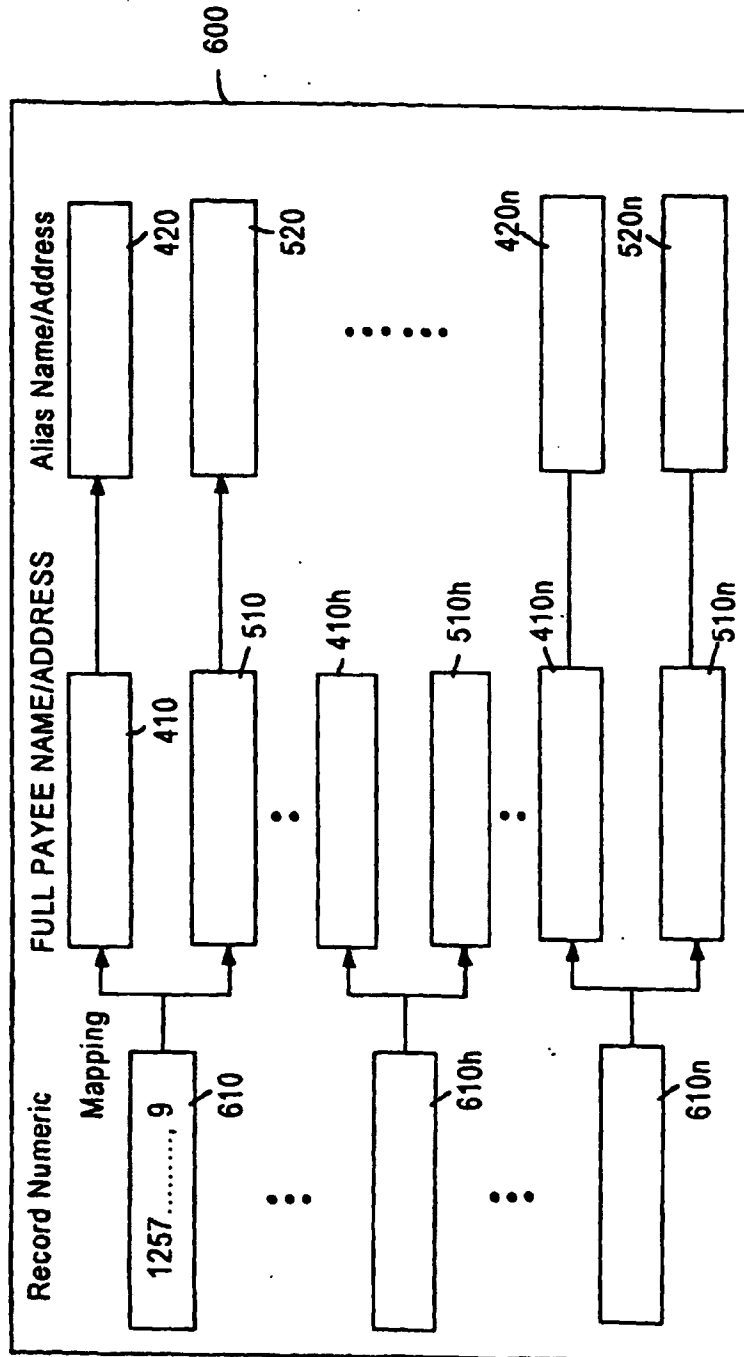 600
Record Numeric
FULL PAYEE NAME/ADDRESS
Alias Name/Address
Mapping
1257.........., 9
610
410
420
510
520
410h
610h
510h
410n
420n
610n
510n
520n